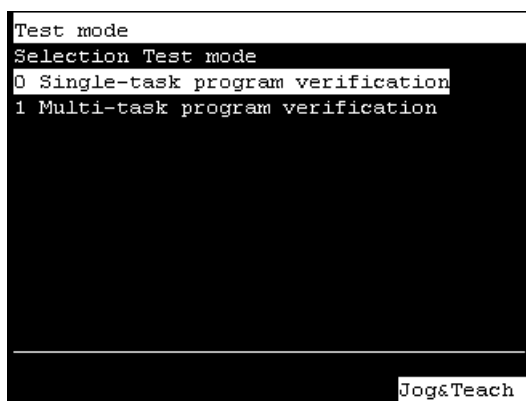 Test mode
Selection Test mode
0 Single-task program verification
1 Multi-task program verification
Jog&Teach